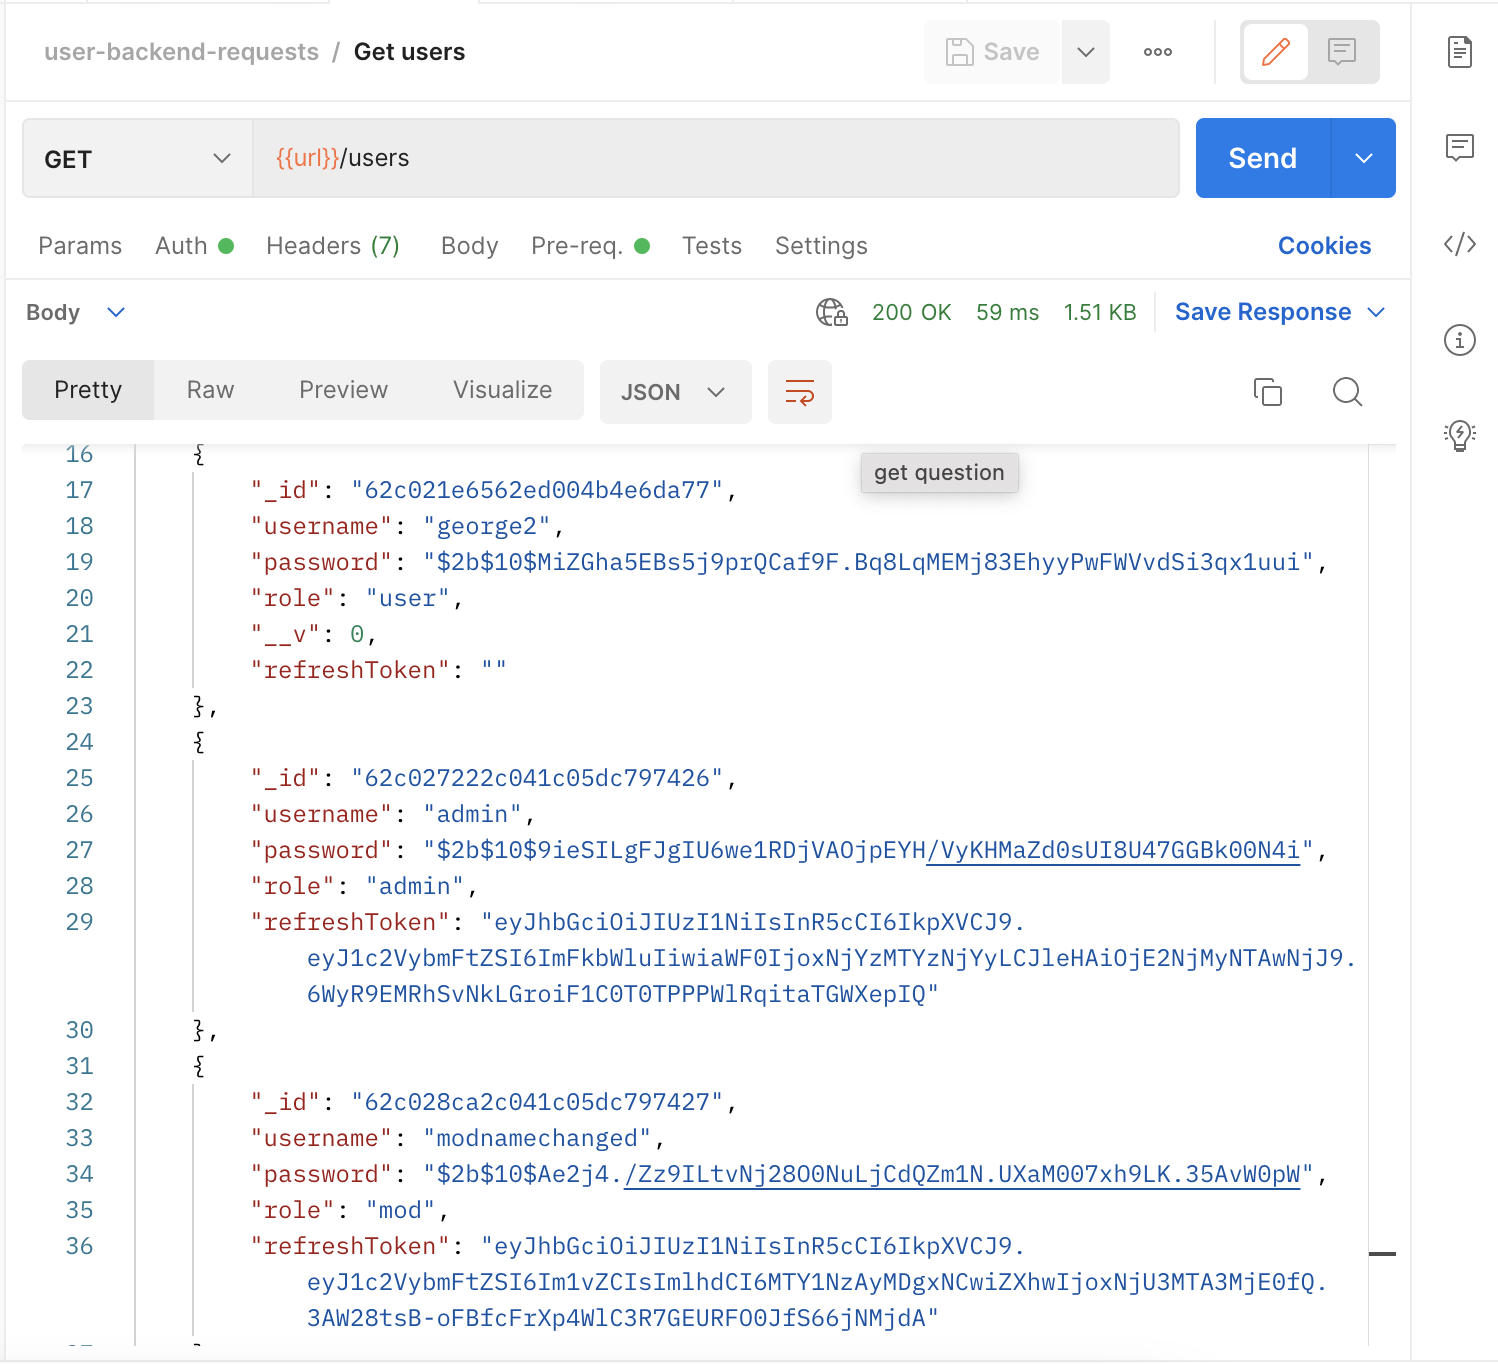 user-backend-requests / Get users
Save
GET
{{url}}/users
Send
Params Auth Headers (7) Body Pre-req. Tests Settings Cookies
Body 200 OK 59 ms 1.51 KB Save Response
Pretty Raw Preview Visualize JSON
get question
16 {
17 "_id": "62c021e6562ed004b4e6da77",
18 "username": "george2",
19 "password": "$2b$10$MiZGha5EBs5j9prQCaf9F.Bq8LqMEMj83EhyyPwFWVvdSi3qx1uui",
20 "role": "user",
21 "__v": 0,
22 "refreshToken": ""
23 },
24 {
25 "_id": "62c027222c041c05dc797426",
26 "username": "admin",
27 "password": "$2b$10$9ieSILgFJgIU6we1RDjVAOjpEYH/VyKHMaZd0sUI8U47GGBk00N4i",
28 "role": "admin",
29 "refreshToken": "eyJhbGciOiJIUzI1NiIsInR5cCI6IkpXVCJ9.
eyJ1c2VybmFtZSI6ImFkbWluIiwiaWF0IjoxNjYzMTYzNjYyLCJleHAiOjE2NjMyNTAwNjJ9.
6WyR9EMRhSvNkLGroiF1C0T0TPPPWlRqitaTGWXepIQ"
30 },
31 {
32 "_id": "62c028ca2c041c05dc797427",
33 "username": "modnamechanged",
34 "password": "$2b$10$Ae2j4./Zz9ILtvNj28O0NuLjCdQZm1N.UXaM007xh9LK.35AvW0pW",
35 "role": "mod",
36 "refreshToken": "eyJhbGciOiJIUzI1NiIsInR5cCI6IkpXVCJ9.
eyJ1c2VybmFtZSI6Im1vZCIsImlhdCI6MTY1NzAyMDgxNCwiZXhwIjoxNjU3MTA3MjE0fQ.
3AW28tsB-oFBfcFrXp4WlC3R7GEURFO0JfS66jNMjdA"